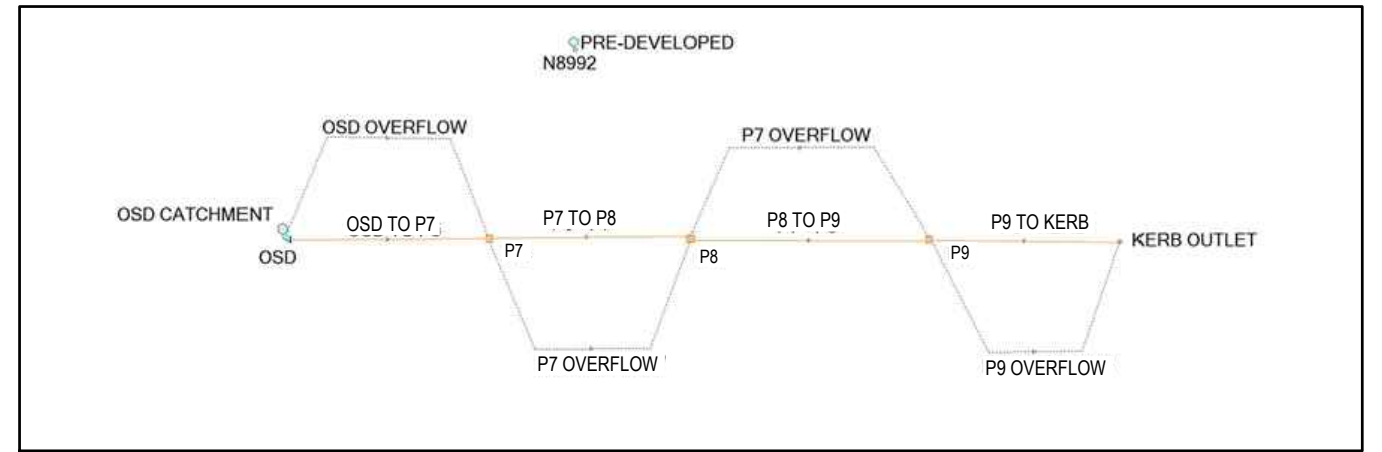 PRE-DEVELOPED
N8992
OSD OVERFLOW
P7 OVERFLOW
OSD CATCHMENT
OSD TO P7
P7 TO P8
P8 TO P9
P9 TO KERB
OSD
P7
P8
P9
KERB OUTLET
P7 OVERFLOW
P9 OVERFLOW